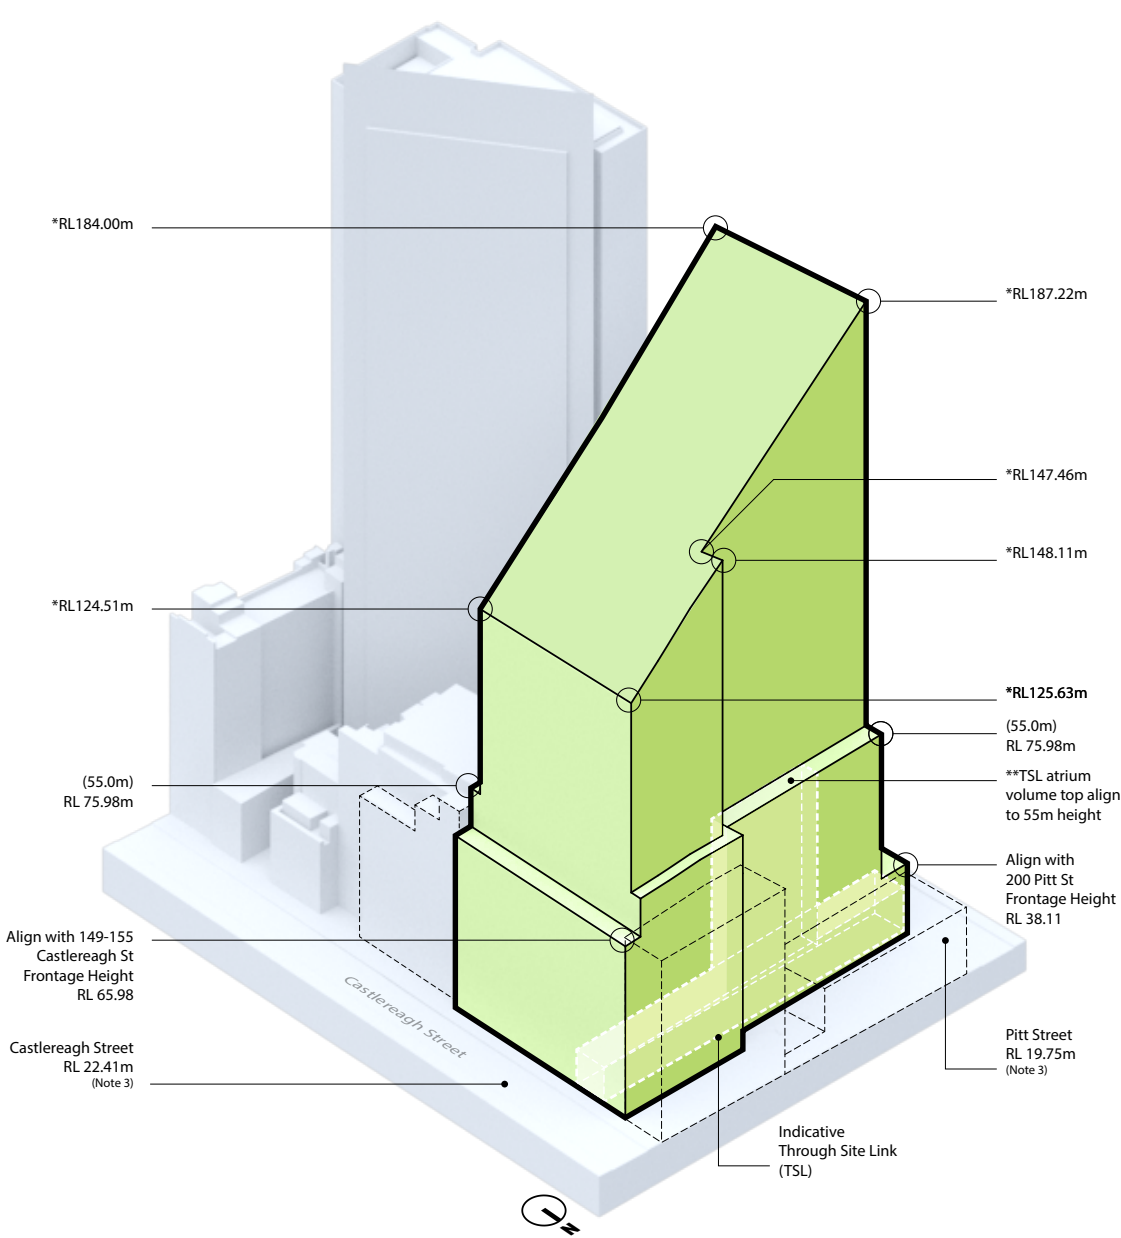 *RL184.00m
*RL187.22m
*RL147.46m
*RL148.11m
*RL124.51m
*RL125.63m
(55.0m)
RL 75.98m
**TSL atrium
volume top align
to 55m height
(55.0m)
RL 75.98m
Align with
200 Pitt St
Frontage Height
RL 38.11
Align with 149-155
Castlereagh St
Frontage Height
RL 65.98
Castlereagh Street
Castlereagh Street
RL 22.41m
(Note 3)
Pitt Street
RL 19.75m
(Note 3)
Indicative
Through Site Link
(TSL)
N